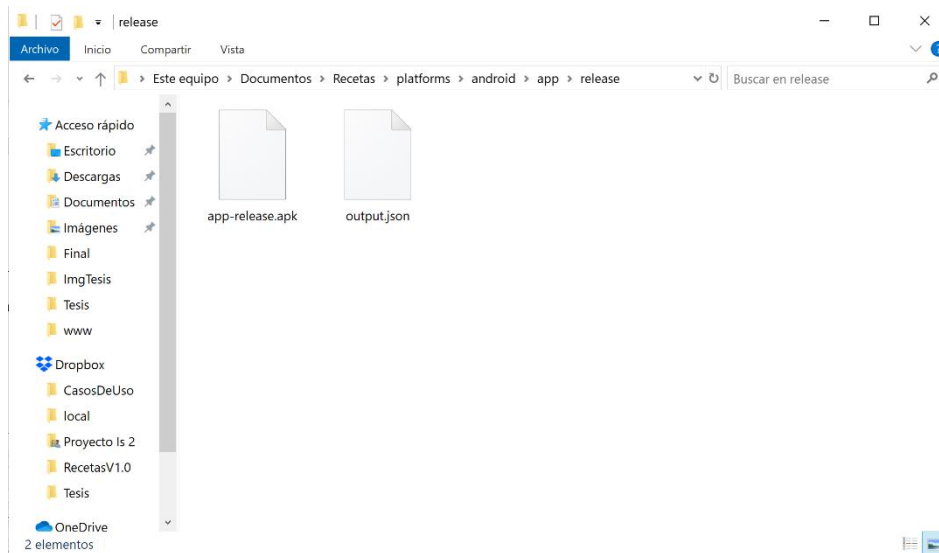 release
Archivo Inicio Compartir Vista
Este equipo > Documentos > Recetas > platforms > android > app > release
Buscar en release
Acceso rápido
Escritorio
Descargas
Documentos
Imágenes
Final
ImgTesis
Tesis
www
Dropbox
CasosDeUso
local
Proyecto Is 2
RecetasV1.0
Tesis
OneDrive
app-release.apk
output.json
2 elementos